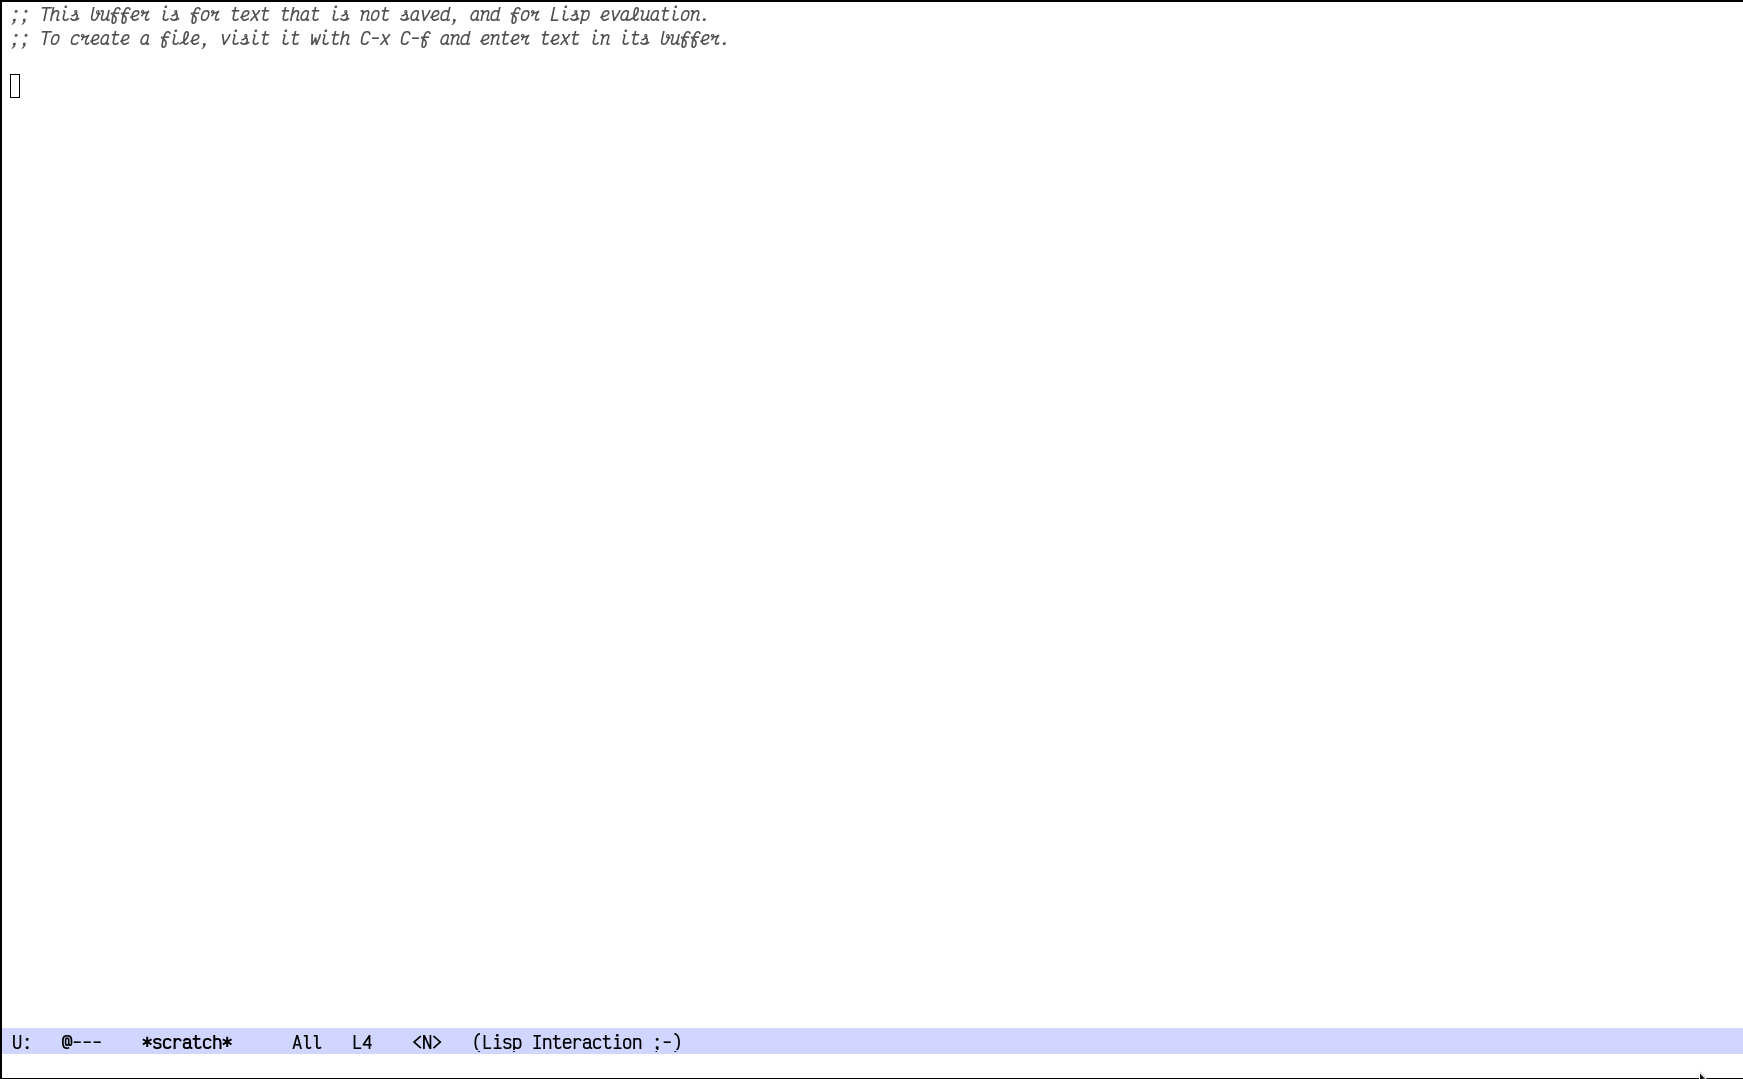 ;; This buffer is for text that is not saved, and for Lisp evaluation.
;; To create a file, visit it with C-x C-f and enter text in its buffer.
U: @--- *scratch* All L4 <N> (Lisp Interaction ;-)